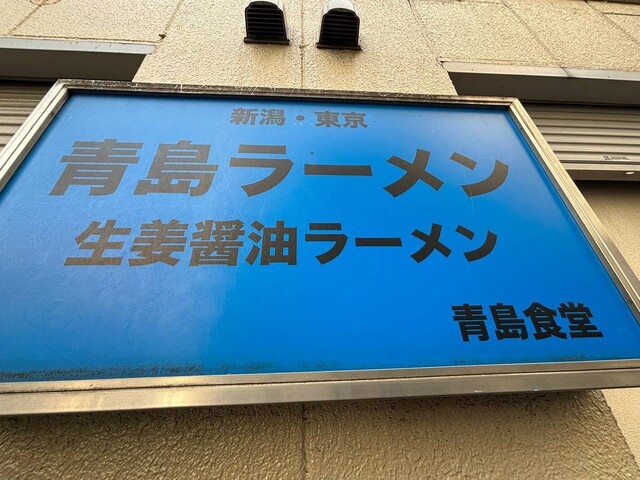 新潟・東京
青島ラーメン
生姜醤油ラーメン
青島食堂